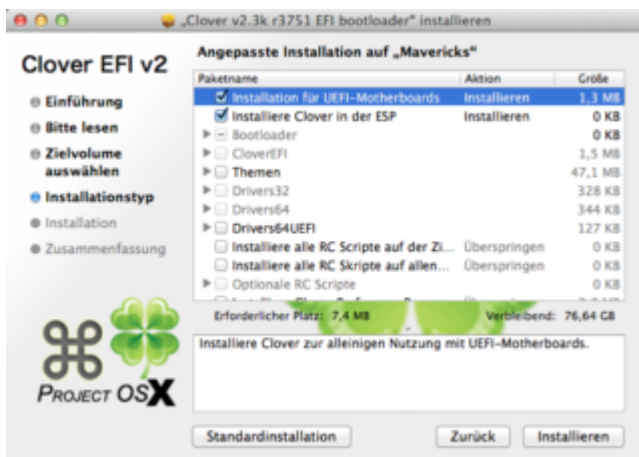 „Clover v2.3k r3751 EFI bootloader“ installieren
Clover EFI v2
Angepasste Installation auf „Mavericks“
Paketname Aktion Größe
Installation für UEFI-Motherboards Installieren 1,3 MB
Installiere Clover in der ESP Installieren 0 KB
Bootloader 0 KB
CloverEFI 1,5 MB
Themen 47,1 MB
Drivers32 328 KB
Drivers64 344 KB
Drivers64UEFI 127 KB
Installiere alle RC Scripte auf der Zi... Überspringen 0 KB
Installiere alle RC Skripte auf allen... Überspringen 0 KB
Optionale RC Scripte 0 KB
Einführung
Bitte lesen
Zielvolume
auswählen
Installationstyp
Installation
Zusammenfassung
Erforderlicher Platz: 7,4 MB Verbleibend: 76,64 GB
Installiere Clover zur alleinigen Nutzung mit UEFI-Motherboards.
PROJECT OSX
Standardinstallation Zurück Installieren